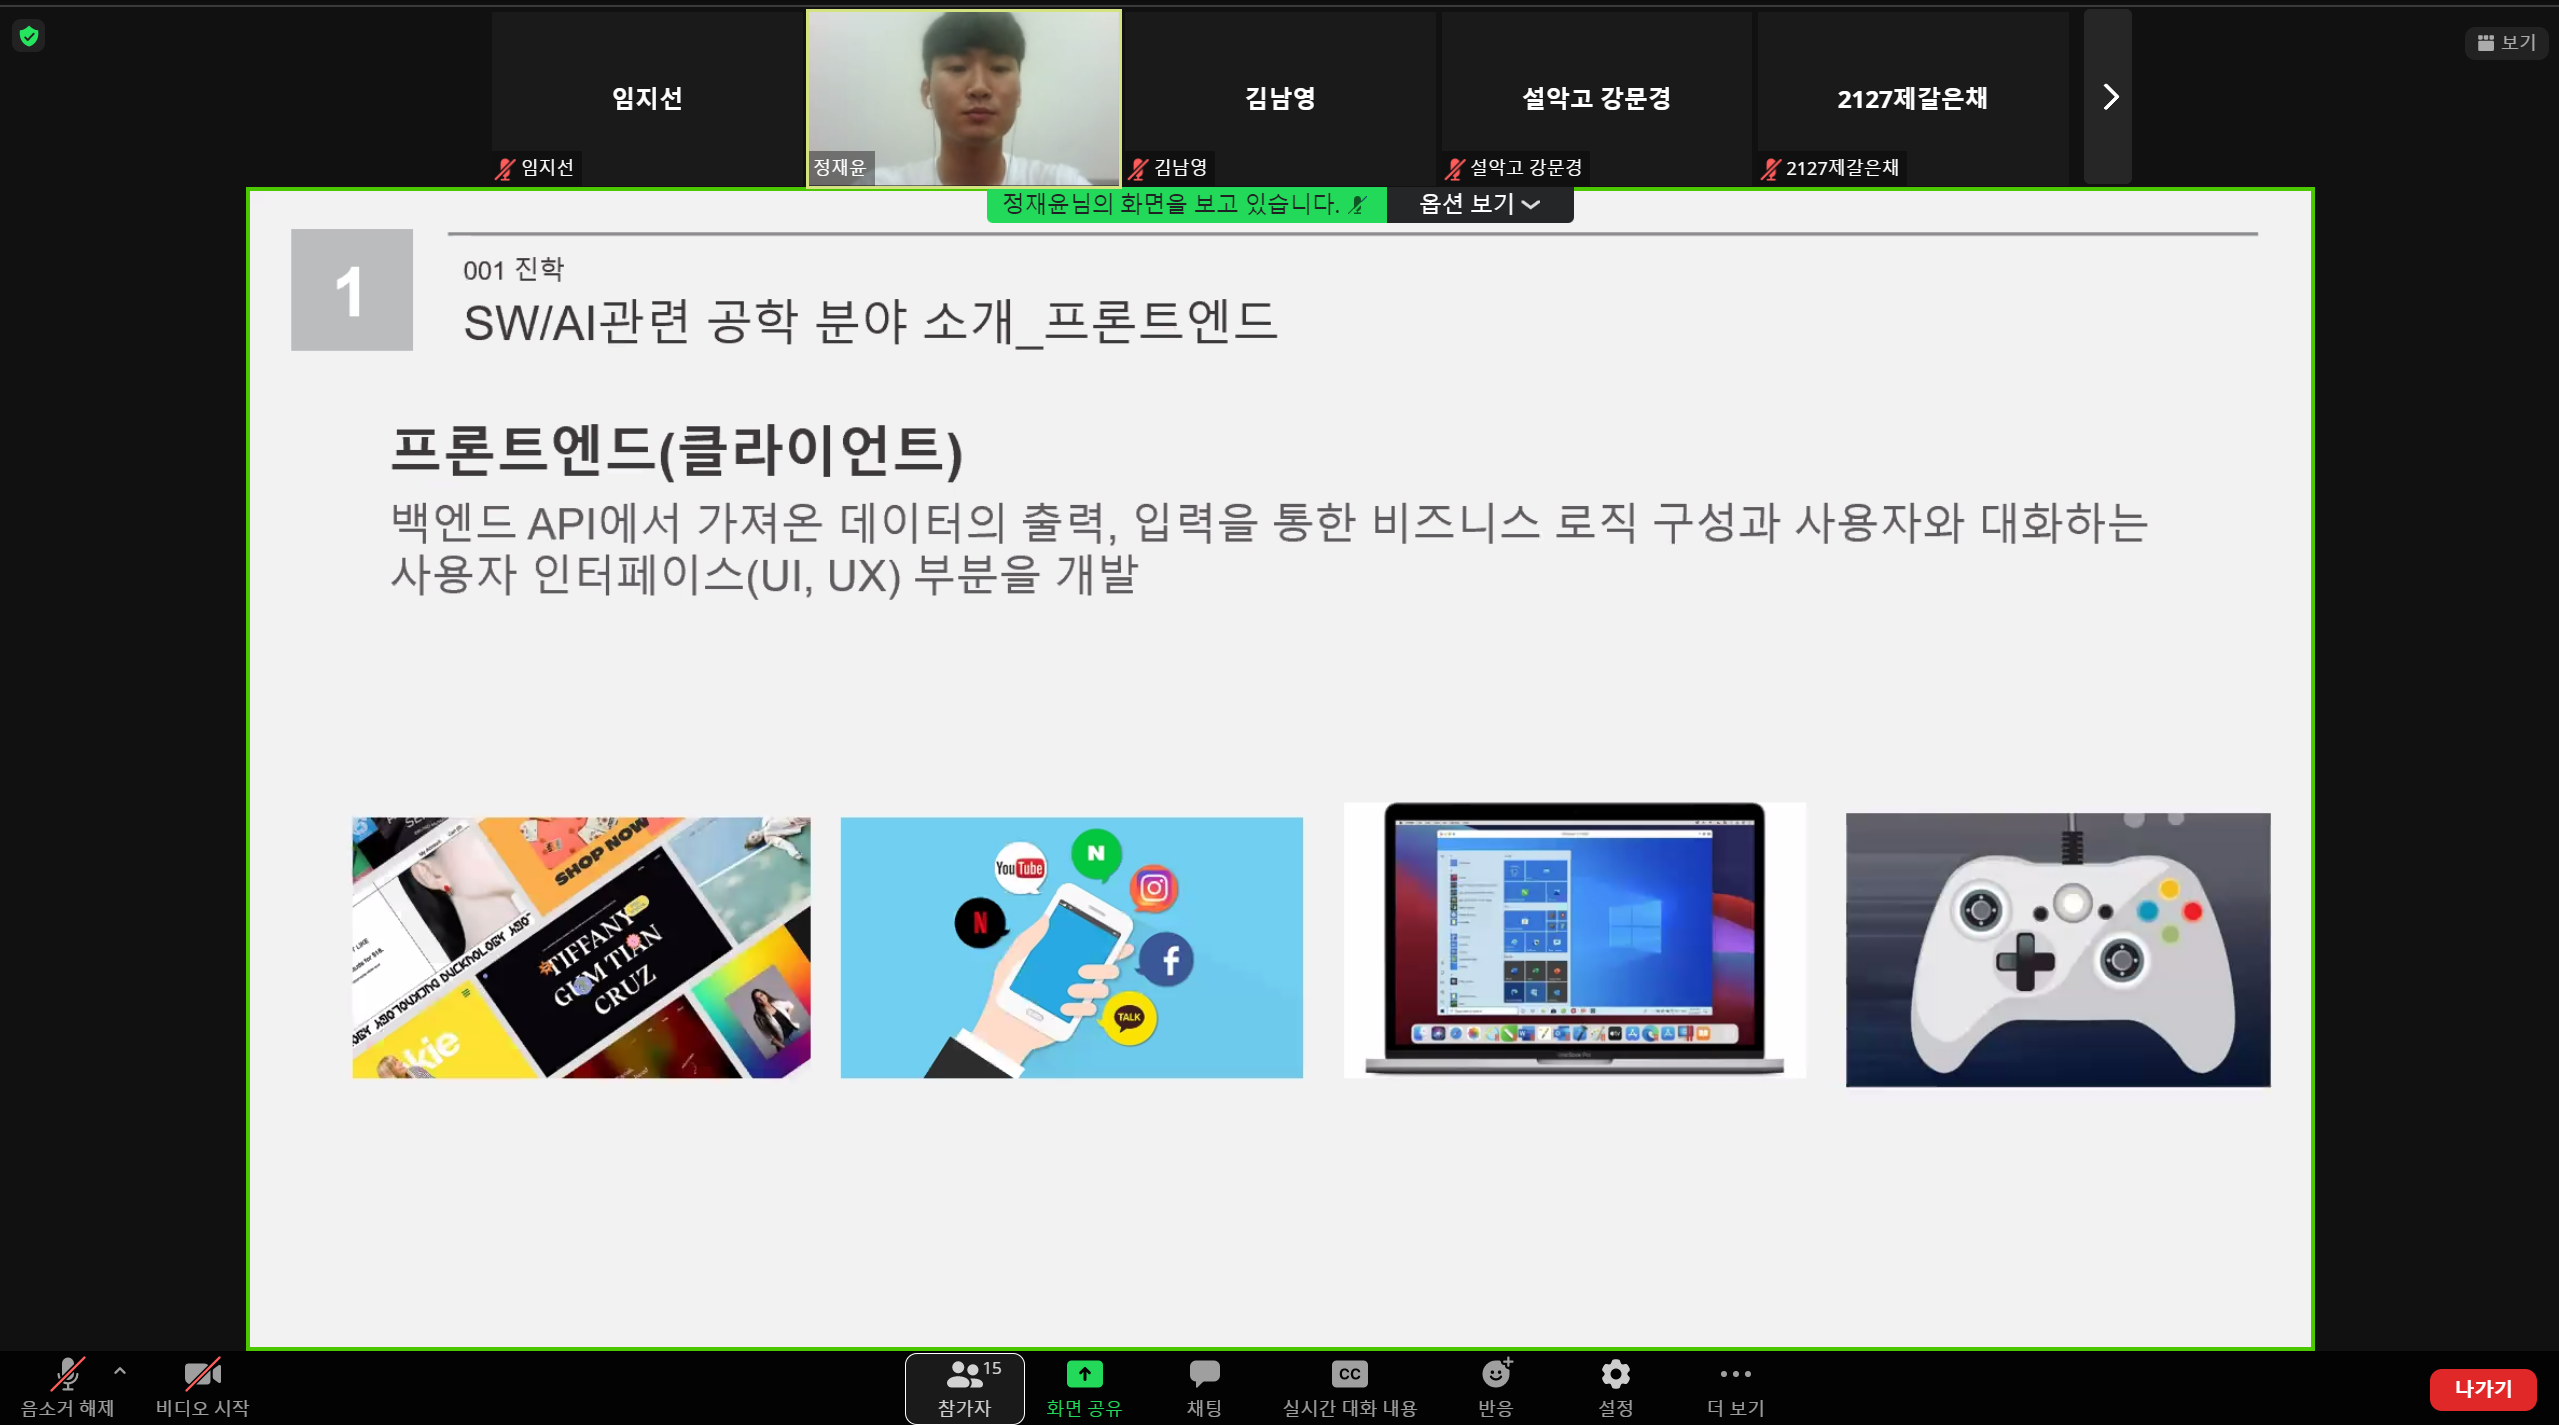 보기
임지선
김남영
설악고 강문경
2127제갈은채
임지선
정재윤
김남영
설악고 강문경
2127제갈은채
정재윤님의 화면을 보고 있습니다.
옵션 보기
1
001 진학
SW/AI관련 공학 분야 소개_프론트엔드
프론트엔드(클라이언트)
백엔드 API에서 가져온 데이터의 출력, 입력을 통한 비즈니스 로직 구성과 사용자와 대화하는
사용자 인터페이스(UI, UX) 부분을 개발
SHOP NOW
TIFFANY
GUM TIAN
CRUZ
kie
YouTube
N
N
f
TALK
MacBook Pro
음소거 해제
비디오 시작
15
참가자
화면 공유
채팅
CC
실시간 대화 내용
반응
설정
더 보기
나가기